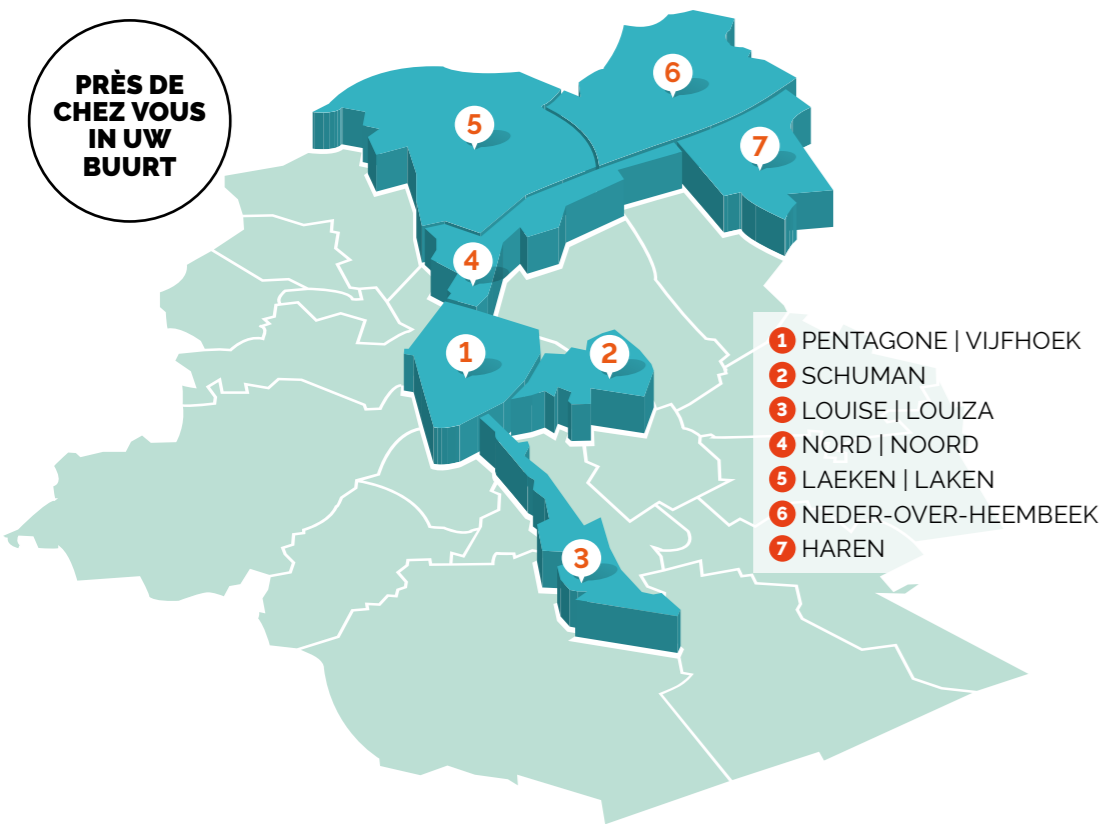 PRÈS DE
CHEZ VOUS
IN UW
BUURT
6
5
7
4
1
2
3
1 PENTAGONE | VIJFHOEK
2 SCHUMAN
3 LOUISE | LOUIZA
4 NORD | NOORD
5 LAEKEN | LAKEN
6 NEDER-OVER-HEEMBEEK
7 HAREN